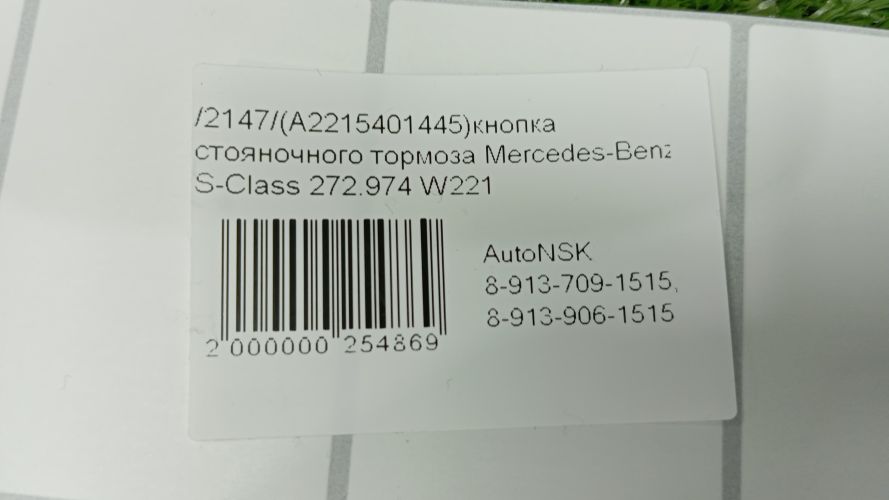 /2147/(A2215401445)кнопка
стояночного тормоза Mercedes-Benz
S-Class 272.974 W221
AutoNSK
8-913-709-1515,
8-913-906-1515
2 000000 254869